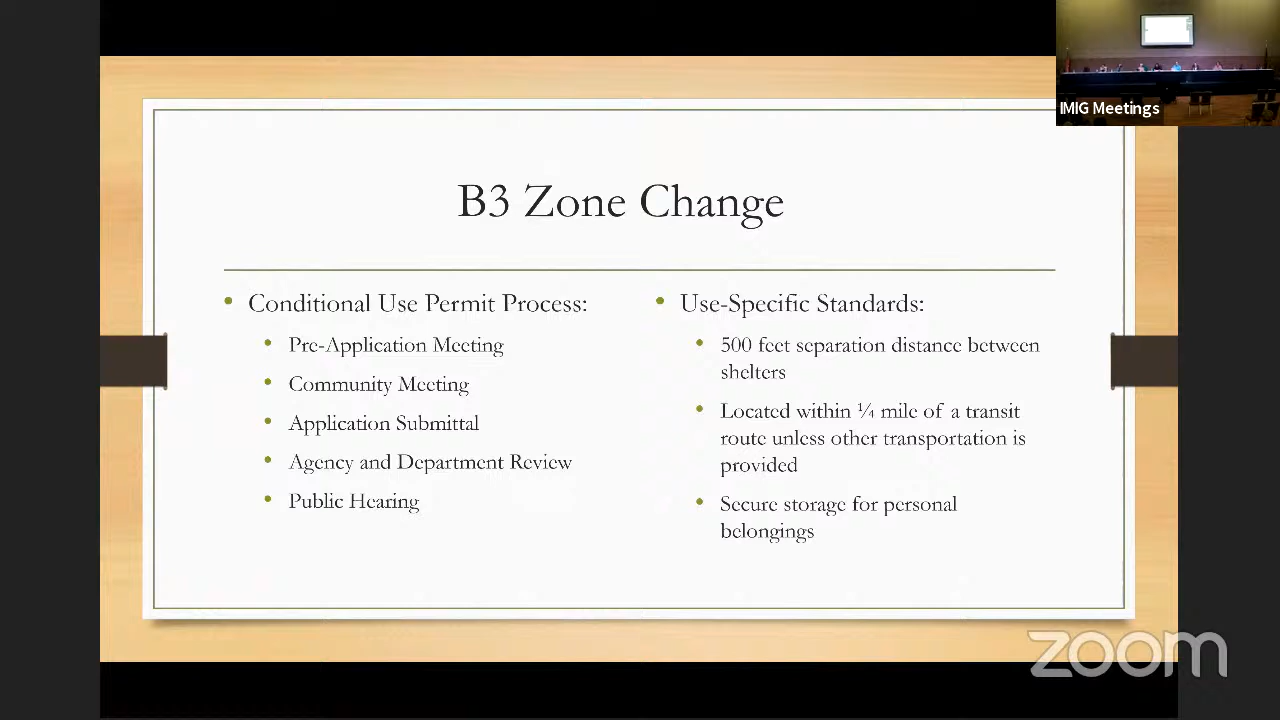 IMIG Meetings
B3 Zone Change
• Conditional Use Permit Process:
• Pre-Application Meeting
• Community Meeting
• Application Submittal
• Agency and Department Review
• Public Hearing
• Use-Specific Standards:
• 500 feet separation distance between
shelters
• Located within ¼ mile of a transit
route unless other transportation is
provided
• Secure storage for personal
belongings
zoom